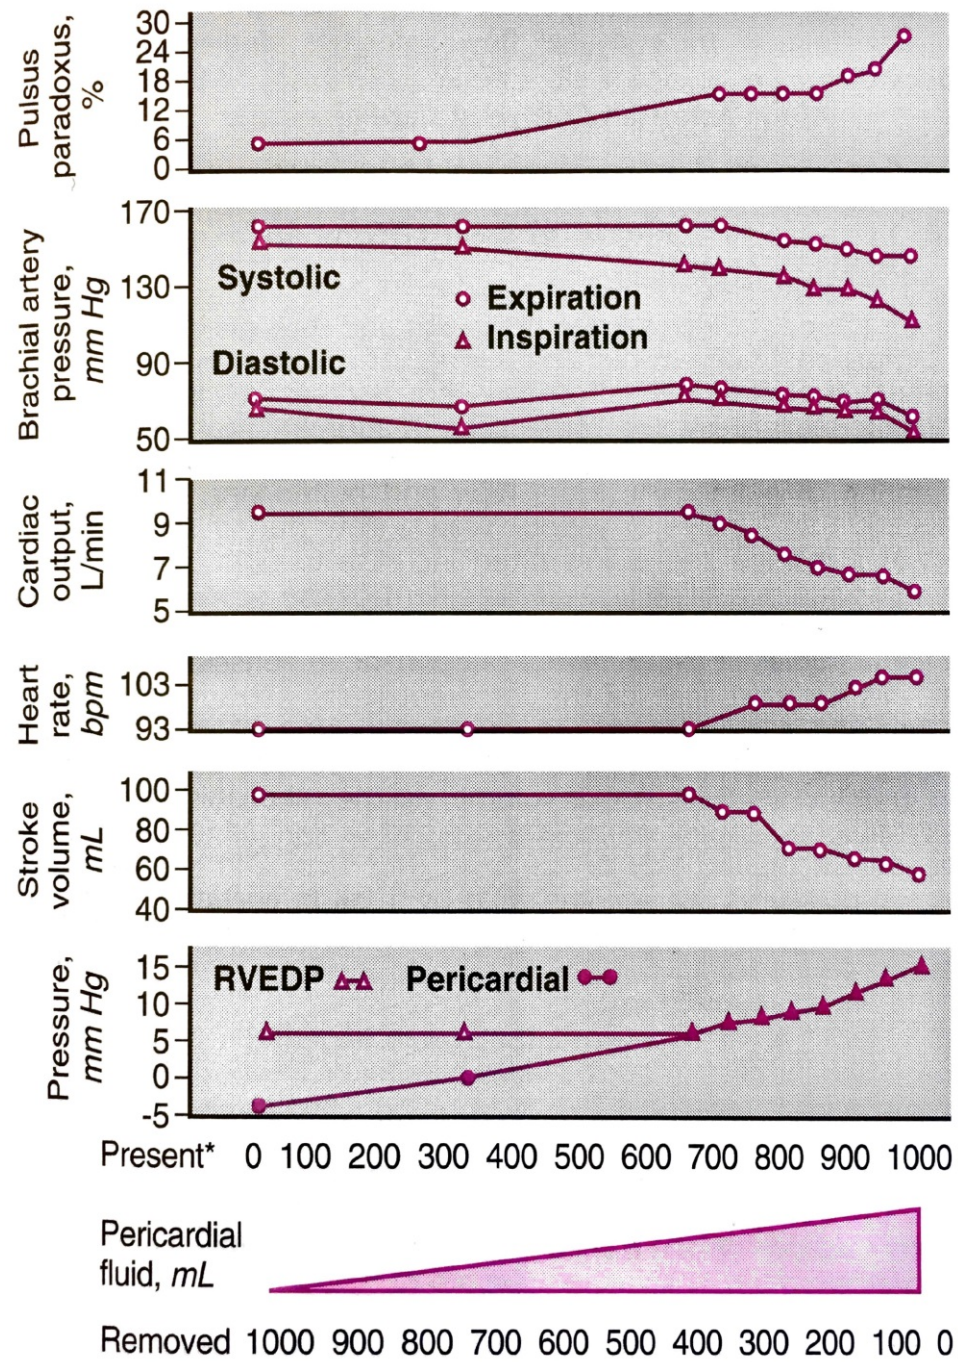 Pulsus
paradoxus,
%
30
24
18
12
6
0
Brachial artery
pressure,
mm Hg
170
130
90
50
Systolic
Expiration
Inspiration
Diastolic
Cardiac
output,
L/min
11
9
7
5
Heart
rate,
bpm
103
93
Stroke
volume,
mL
100
80
60
40
Pressure,
mm Hg
15
10
5
0
-5
RVEDP Pericardial
Present* 0 100 200 300 400 500 600 700 800 900 1000
Pericardial
fluid, mL
Removed 1000 900 800 700 600 500 400 300 200 100 0